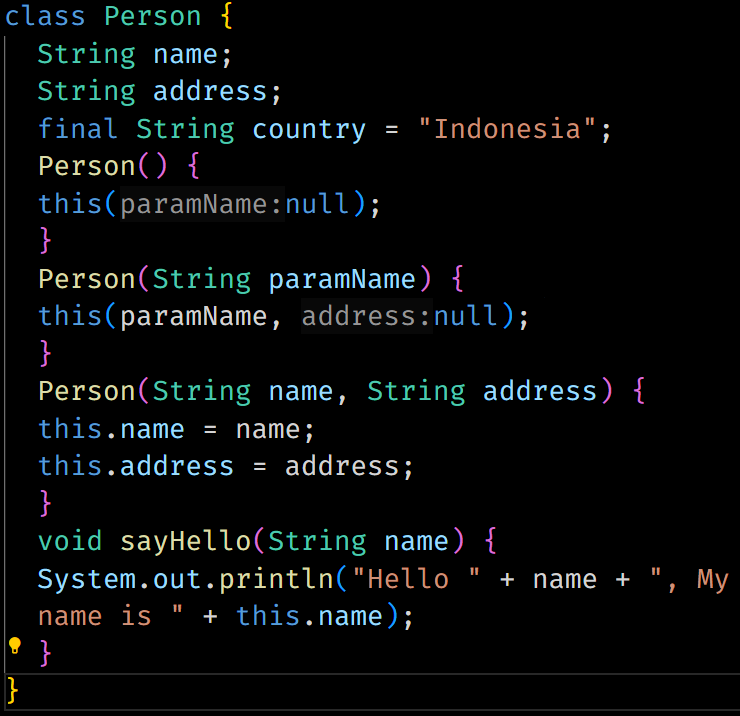 class Person {
String name;
String address;
final String country = "Indonesia";
Person() {
this(paramName:null);
}
Person(String paramName) {
this(paramName, address:null);
}
Person(String name, String address) {
this.name = name;
this.address = address;
}
void sayHello(String name) {
System.out.println("Hello " + name + ", My
name is " + this.name);
}
}